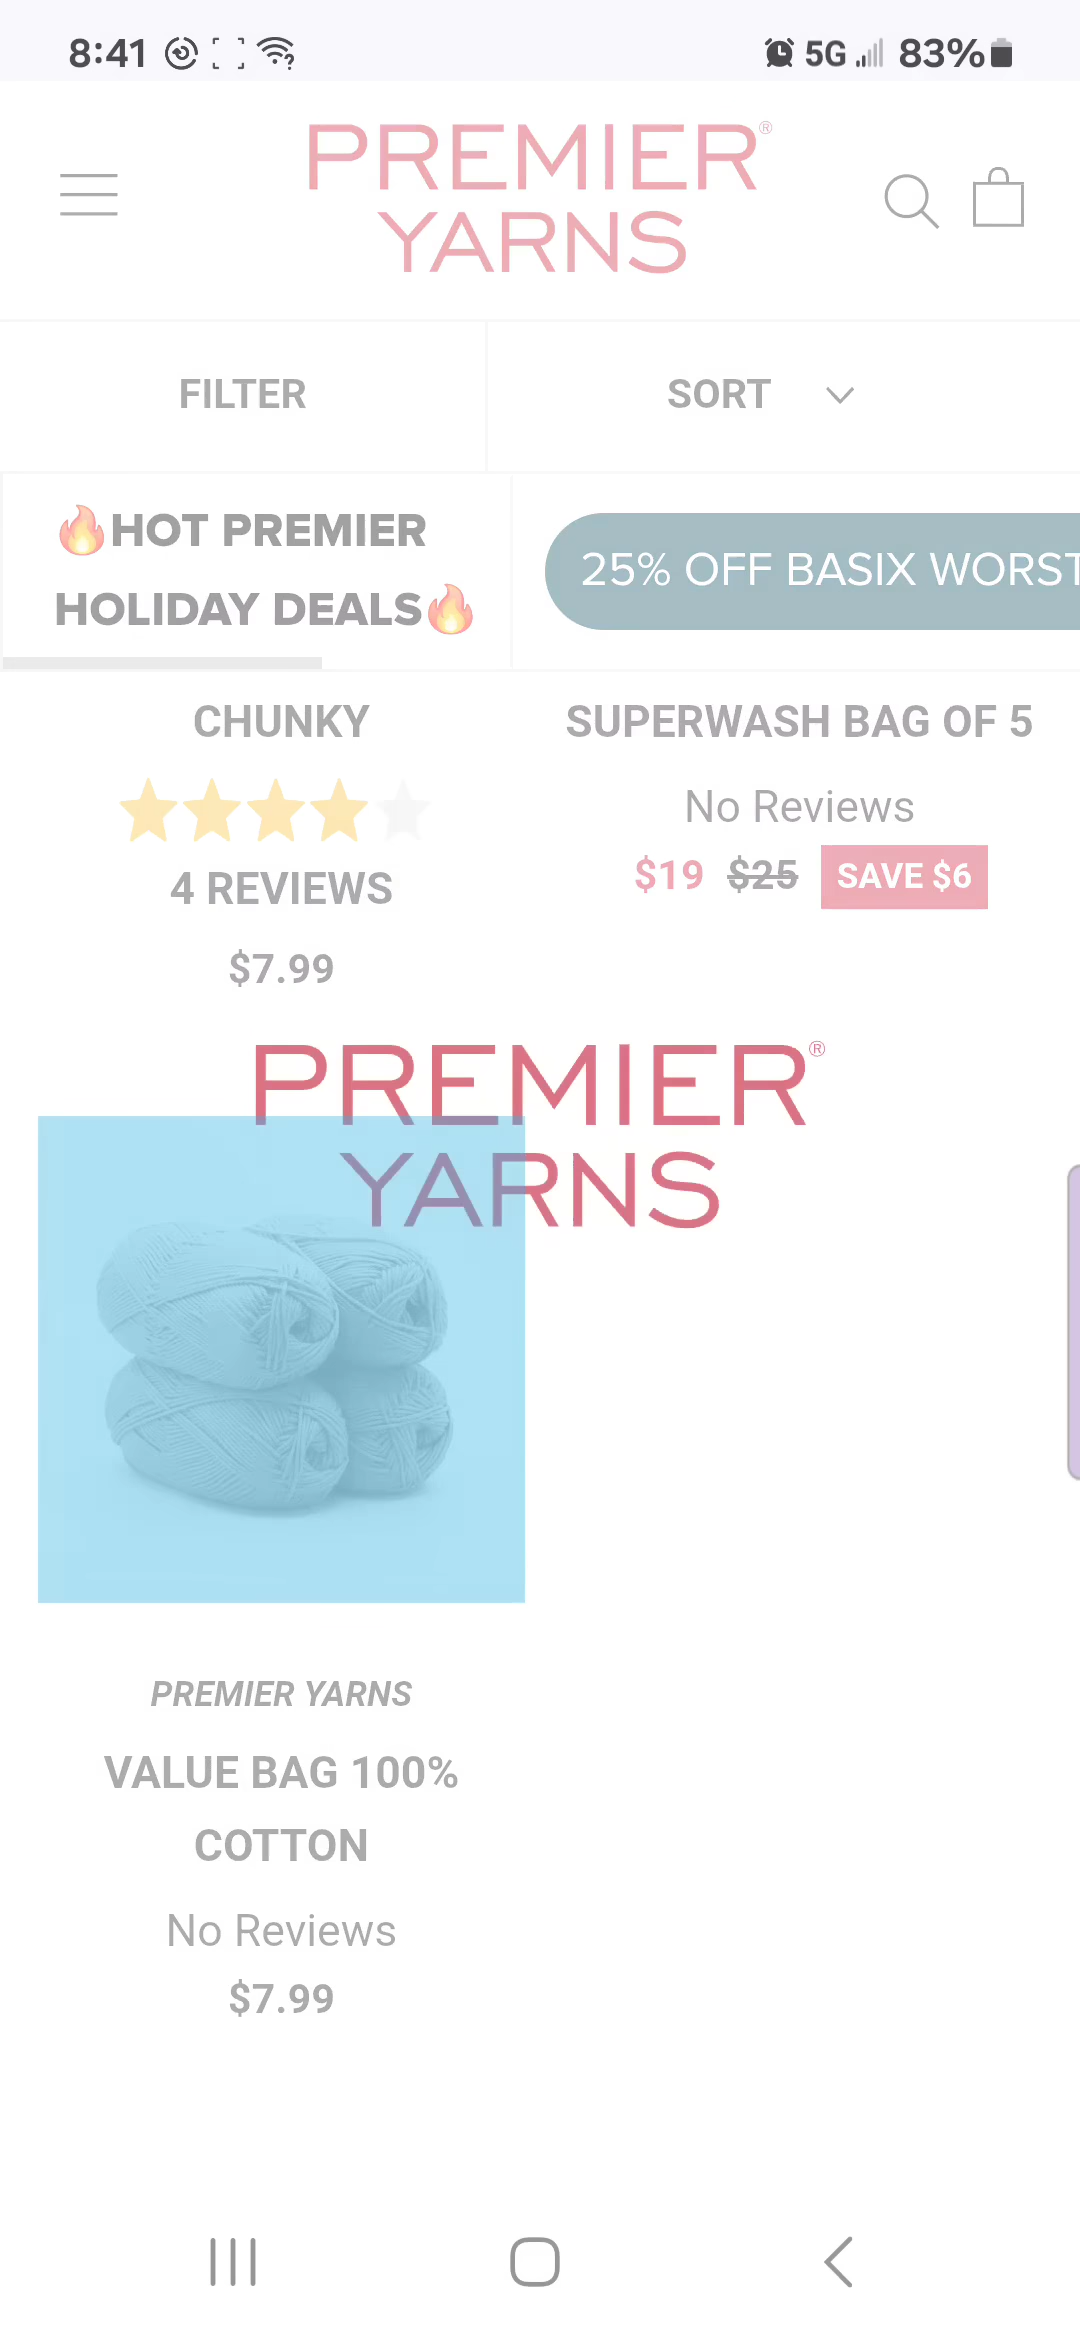 8:41
5G
83%
PREMIER®
YARNS
FILTER
SORT
🔥HOT PREMIER
HOLIDAY DEALS🔥
25% OFF BASIX WORST
CHUNKY
4 REVIEWS
$7.99
SUPERWASH BAG OF 5
No Reviews
$19 $25 SAVE $6
PREMIER®
YARNS
PREMIER YARNS
VALUE BAG 100%
COTTON
No Reviews
$7.99